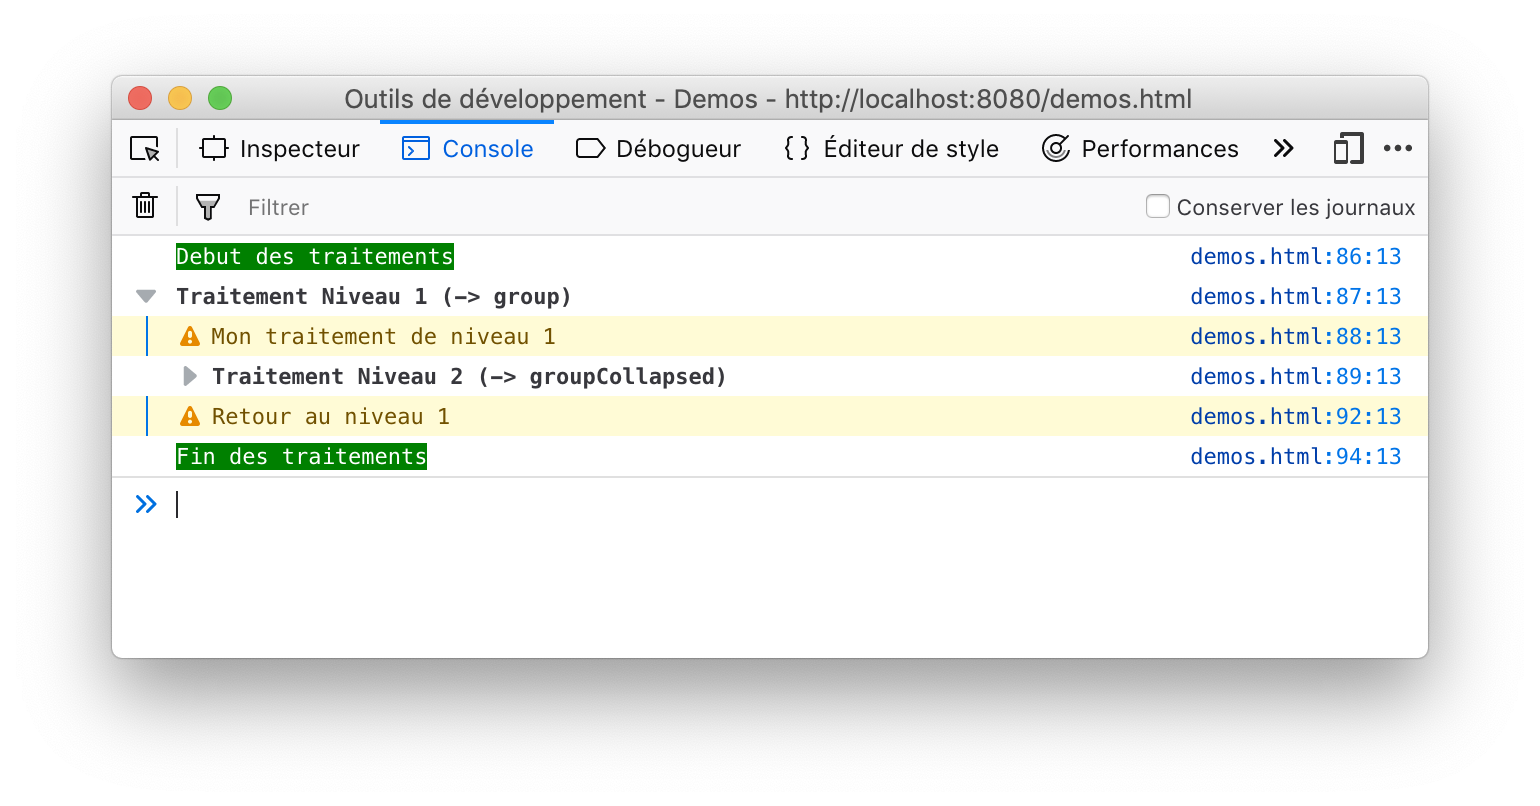 Outils de développement - Demos - http://localhost:8080/demos.html
Inspecteur Console Débogueur { } Éditeur de style Performances
Filtrer Conserver les journaux
Debut des traitements demos.html:86:13
Traitement Niveau 1 (-> group) demos.html:87:13
Mon traitement de niveau 1 demos.html:88:13
Traitement Niveau 2 (-> groupCollapsed) demos.html:89:13
Retour au niveau 1 demos.html:92:13
Fin des traitements demos.html:94:13